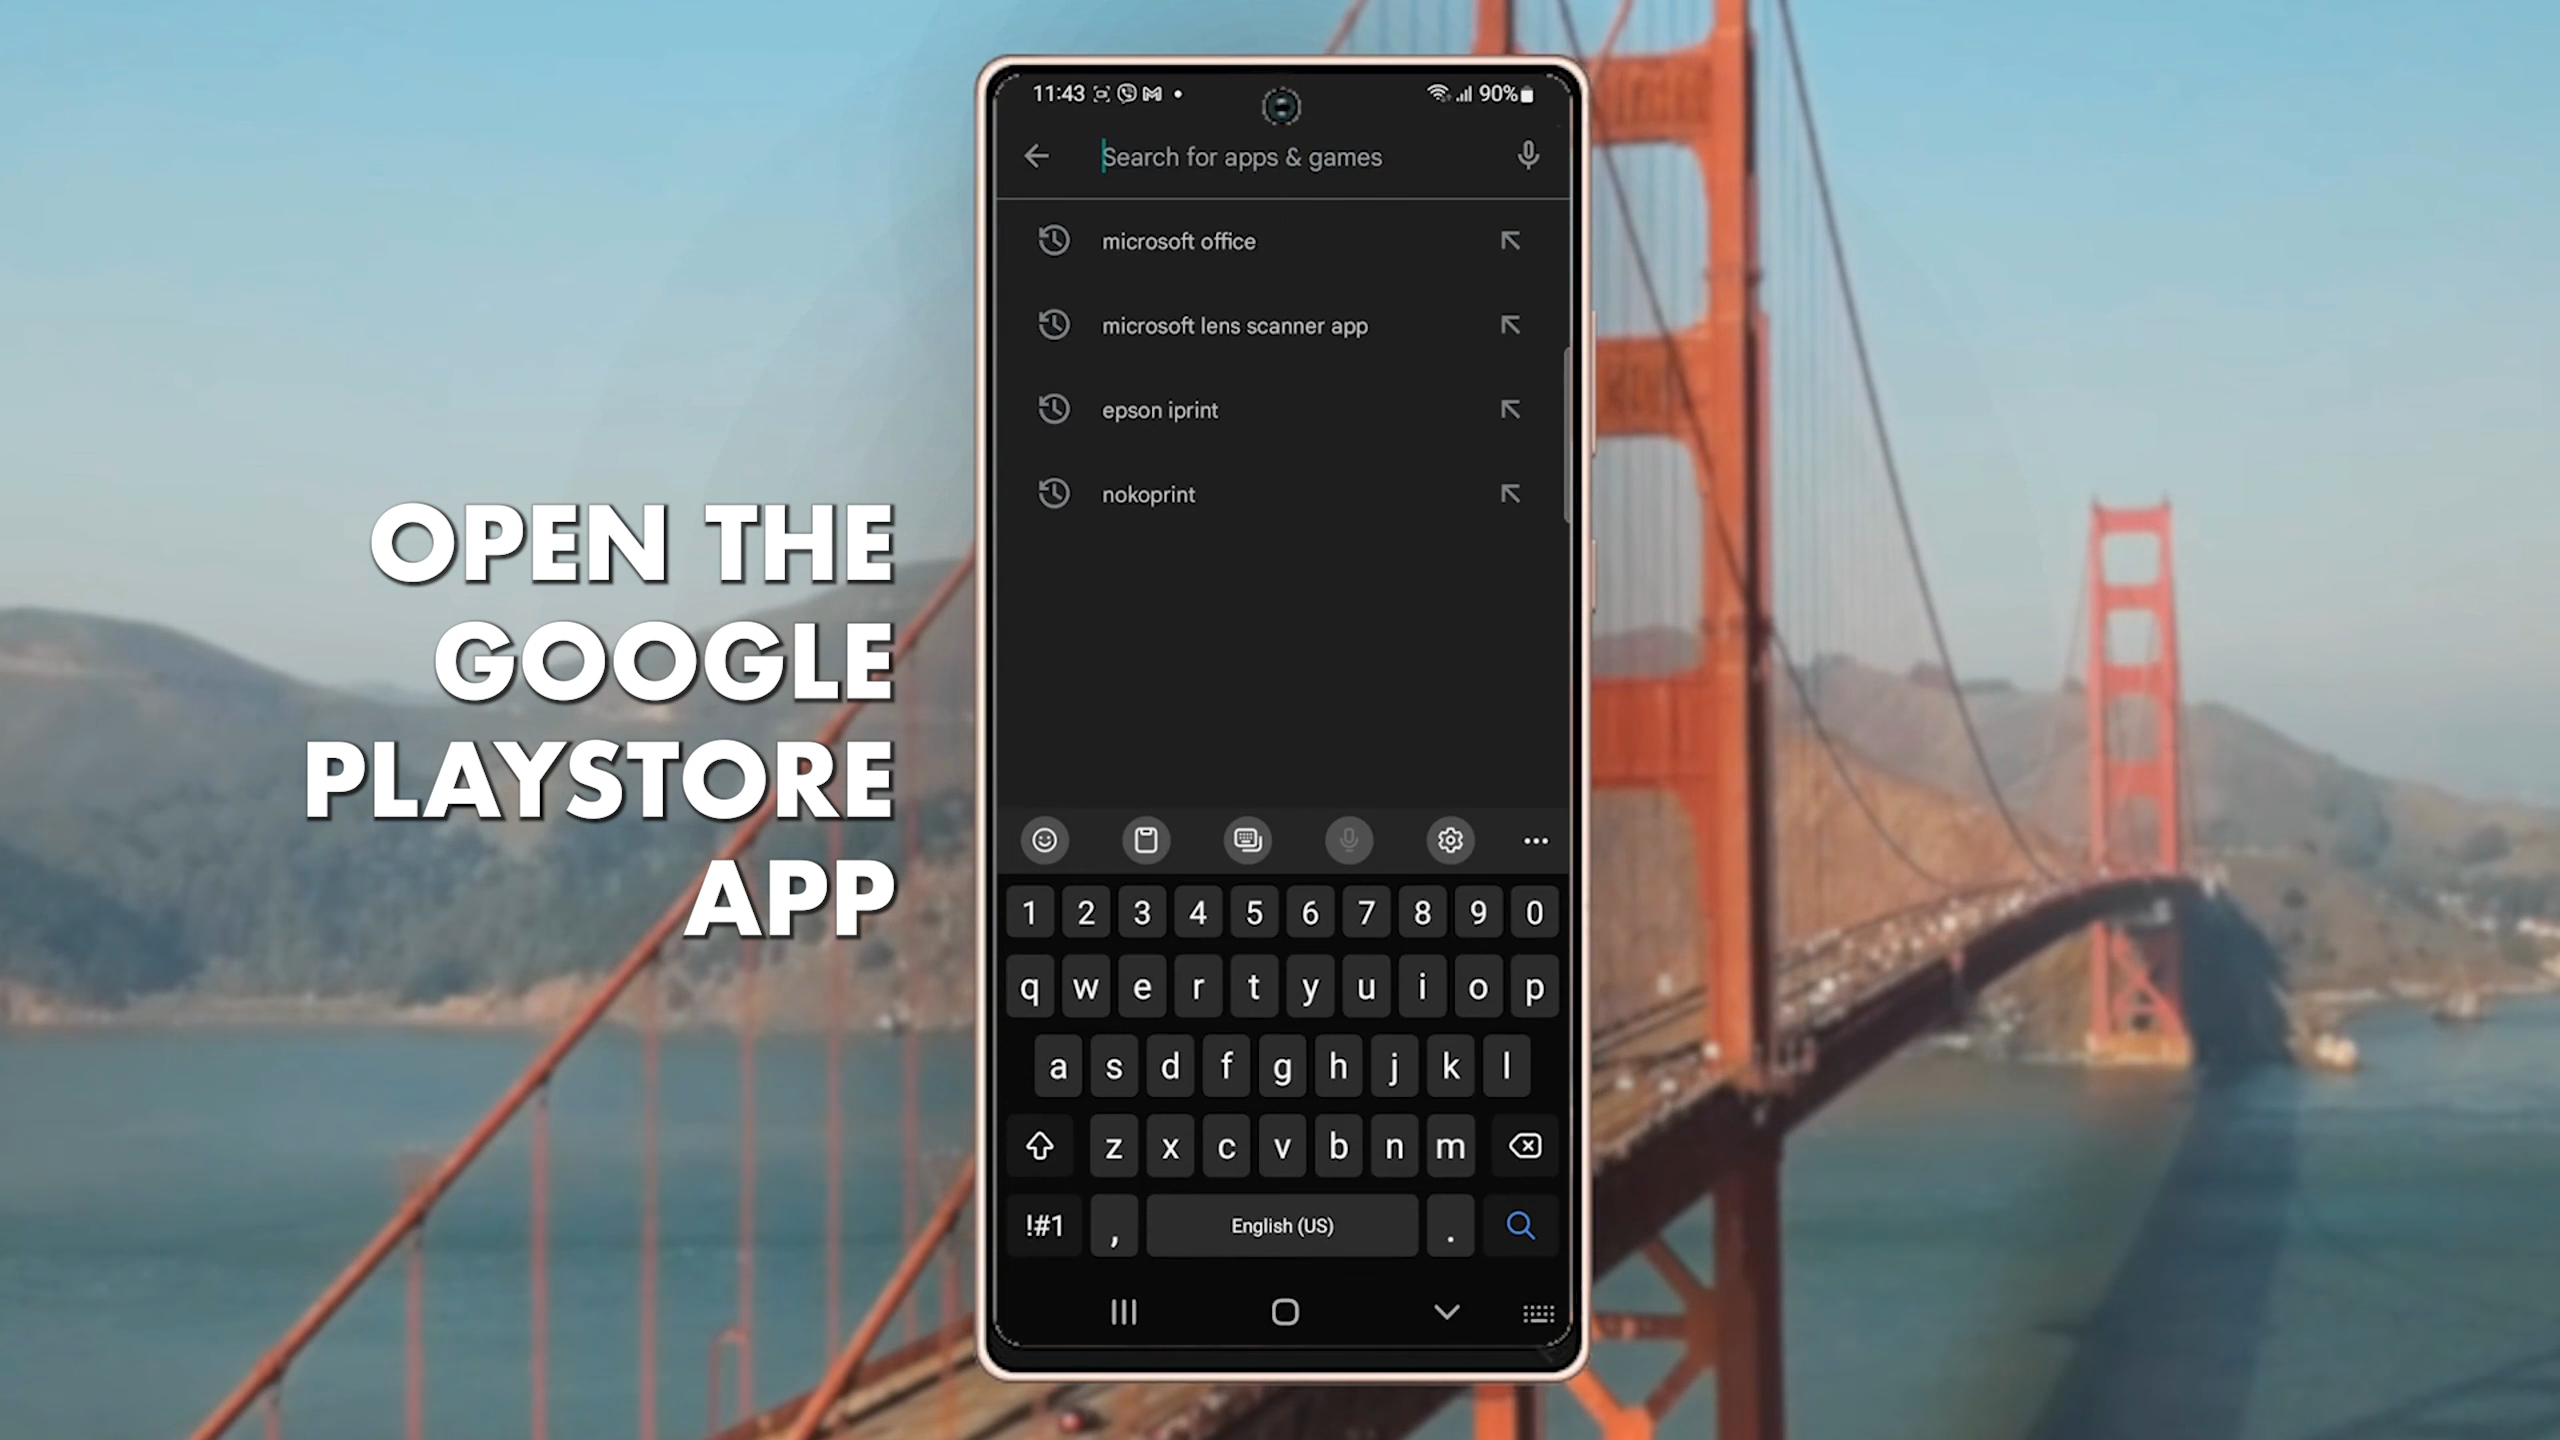 OPEN THE
GOOGLE
PLAYSTORE
APP
11:43
90%
Search for apps & games
microsoft office
microsoft lens scanner app
epson iprint
nokoprint
1 2 3 4 5 6 7 8 9 0
q w e r t y u i o p
a s d f g h j k l
z x c v b n m
!#1 , English (US) .